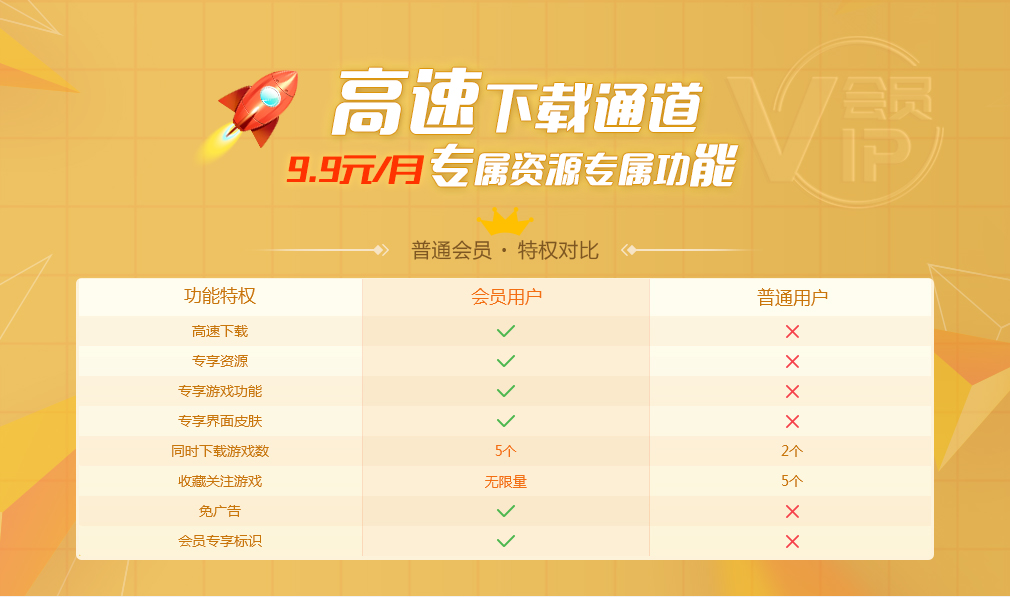 高速下载通道
9.9元/月 专属资源专属功能
VIP 会员
普通会员 · 特权对比
功能特权 会员用户 普通用户
高速下载 ✓ ×
专享资源 ✓ ×
专享游戏功能 ✓ ×
专享界面皮肤 ✓ ×
同时下载游戏数 5个 2个
收藏关注游戏 无限量 5个
免广告 ✓ ×
会员专享标识 ✓ ×